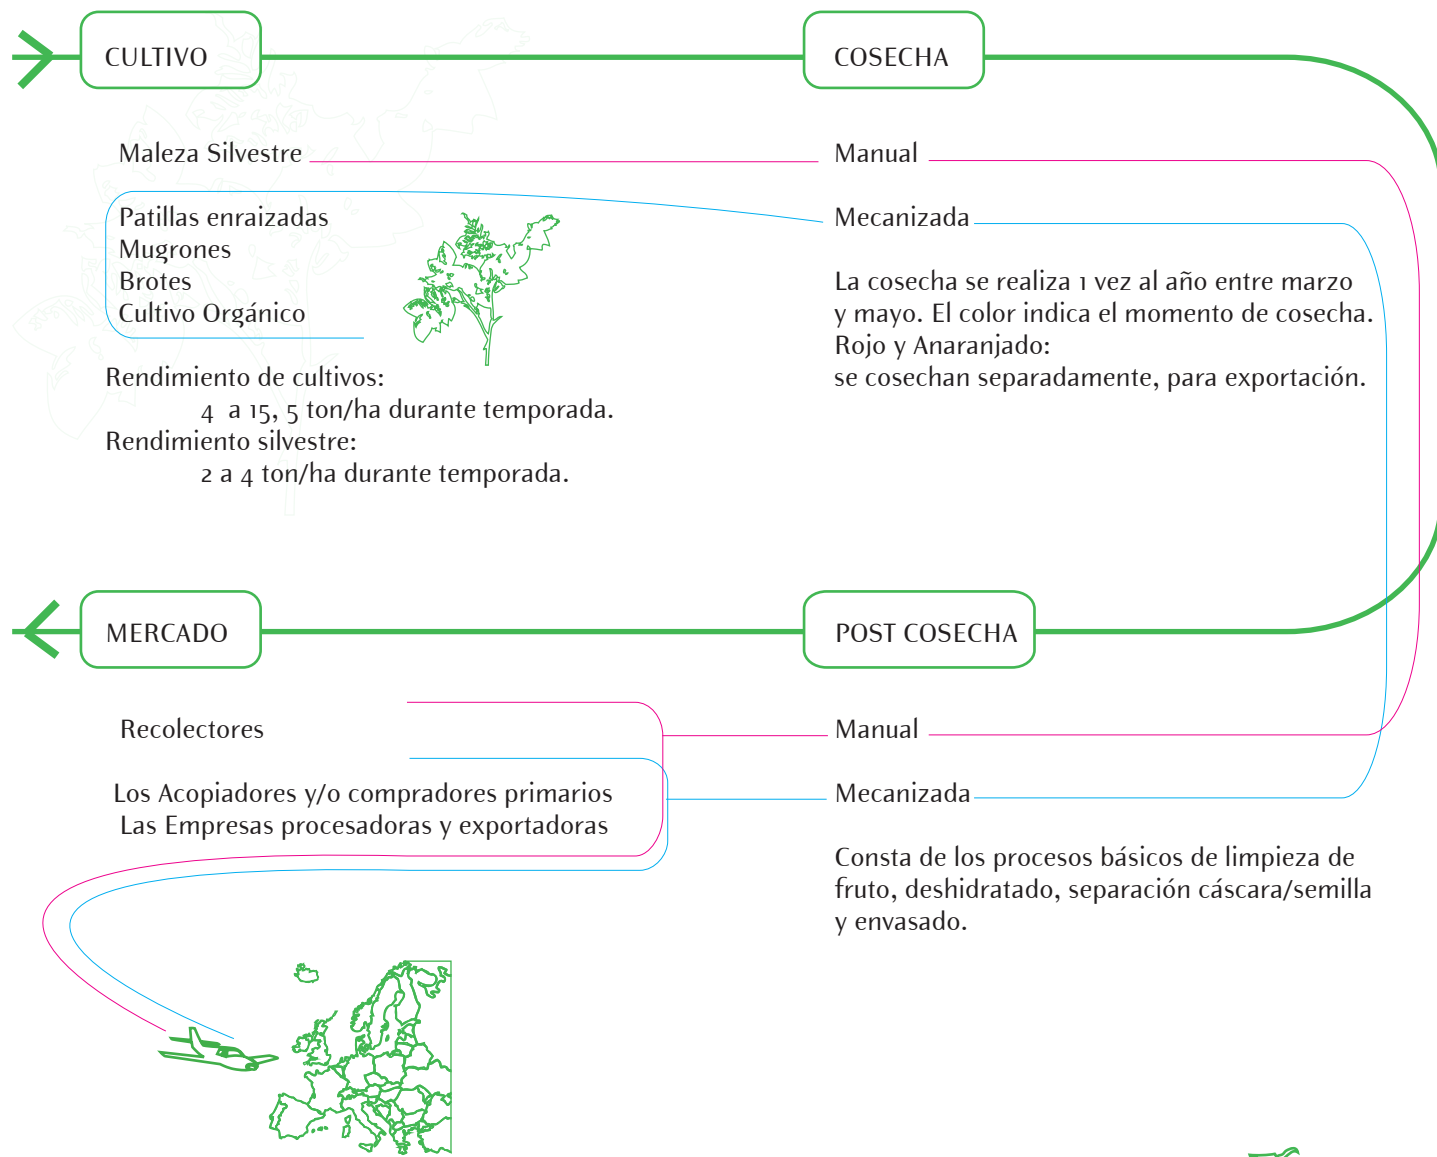 CULTIVO
COSECHA
Maleza Silvestre
Manual
Patillas enraizadas
Mugrones
Brotes
Cultivo Orgánico
Mecanizada
La cosecha se realiza 1 vez al año entre marzo
y mayo. El color indica el momento de cosecha.
Rojo y Anaranjado:
se cosechan separadamente, para exportación.
Rendimiento de cultivos:
4 a 15, 5 ton/ha durante temporada.
Rendimiento silvestre:
2 a 4 ton/ha durante temporada.
MERCADO
POST COSECHA
Recolectores
Los Acopiadores y/o compradores primarios
Las Empresas procesadoras y exportadoras
Manual
Mecanizada
Consta de los procesos básicos de limpieza de
fruto, deshidratado, separación cáscara/semilla
y envasado.